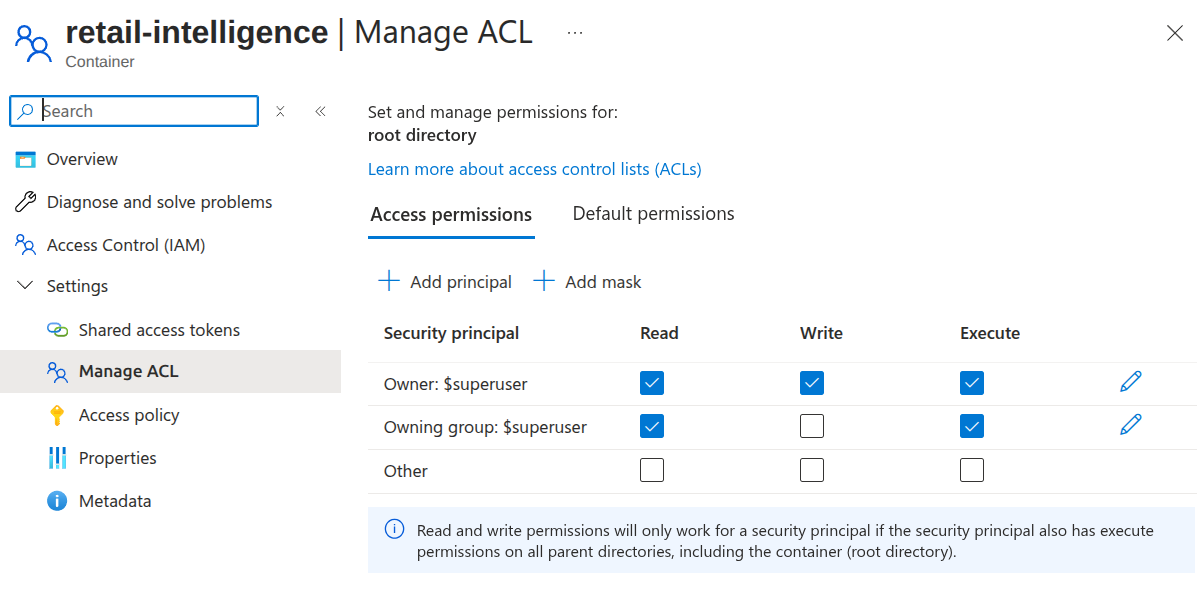 retail-intelligence | Manage ACL ...
Container
Search
Overview
Diagnose and solve problems
Access Control (IAM)
Settings
Shared access tokens
Manage ACL
Access policy
Properties
Metadata
Set and manage permissions for:
root directory
Learn more about access control lists (ACLs)
Access permissions Default permissions
Add principal Add mask
Security principal Read Write Execute
Owner: $superuser
Owning group: $superuser
Other
Read and write permissions will only work for a security principal if the security principal also has execute
permissions on all parent directories, including the container (root directory).